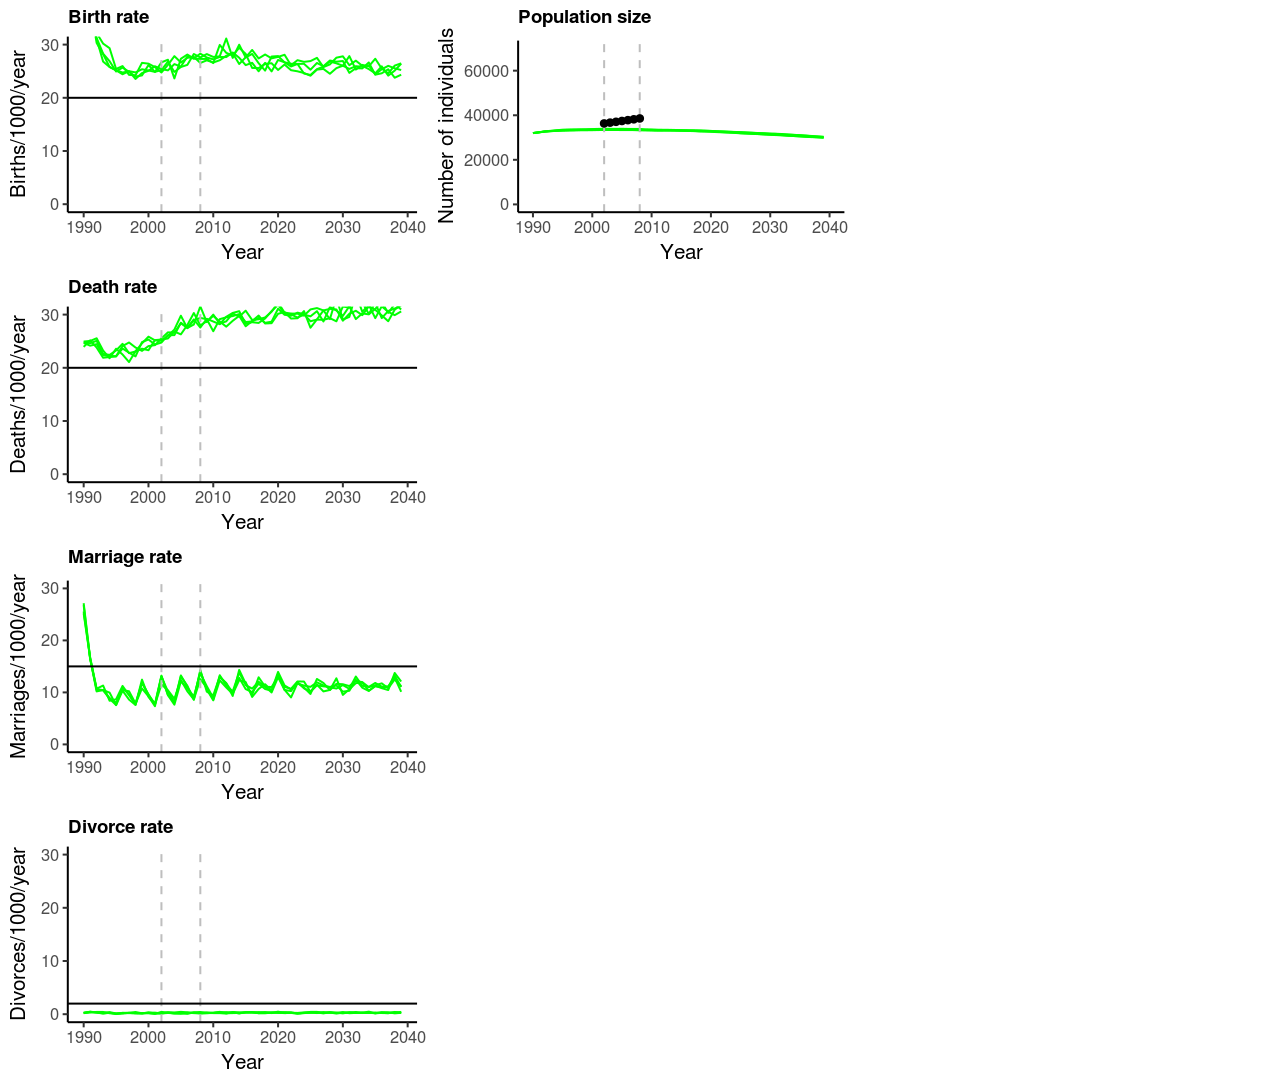 Birth rate
Births/1000/year
30
20
10
0
1990 2000 2010 2020 2030 2040
Year
Population size
Number of individuals
60000
40000
20000
0
1990 2000 2010 2020 2030 2040
Year
Death rate
Deaths/1000/year
30
20
10
0
1990 2000 2010 2020 2030 2040
Year
Marriage rate
Marriages/1000/year
30
20
10
0
1990 2000 2010 2020 2030 2040
Year
Divorce rate
Divorces/1000/year
30
20
10
0
1990 2000 2010 2020 2030 2040
Year